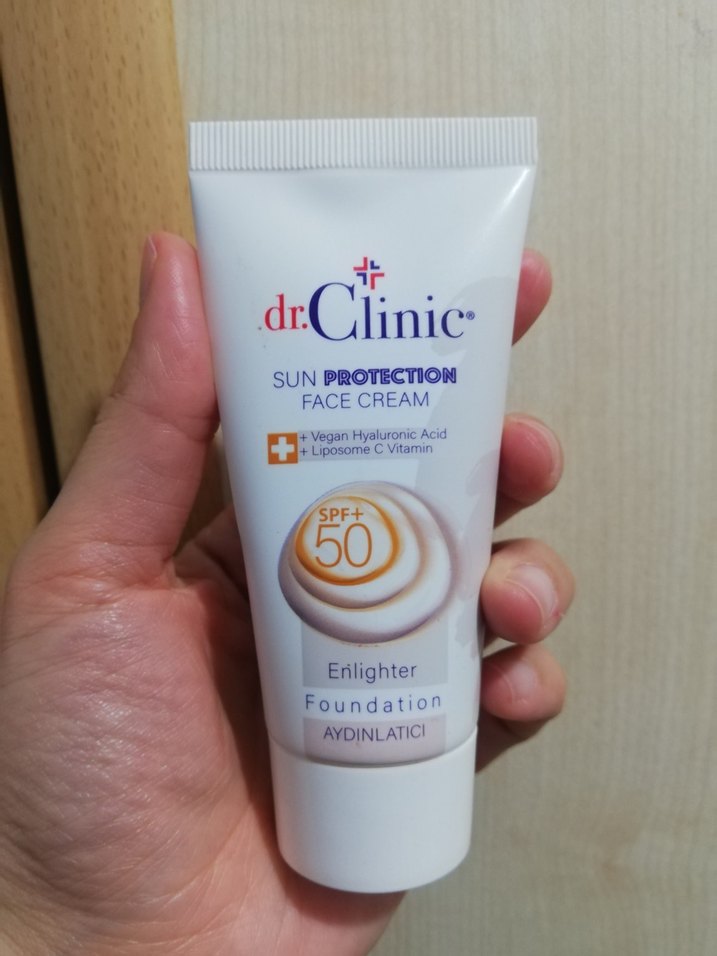 dr.Clinic®
SUN PROTECTION
FACE CREAM
+ Vegan Hyaluronic Acid
+ Liposome C Vitamin
SPF+
50
Enlighter
Foundation
AYDINLATICI